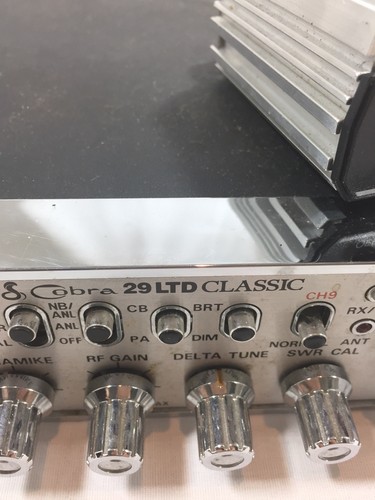 Cobra 29 LTD CLASSIC
CH9
NB/
ANL
CB
BRT
RX/
ANL
OFF
PA
DIM
NOR
ANT
RF GAIN
DELTA TUNE
SWR CAL